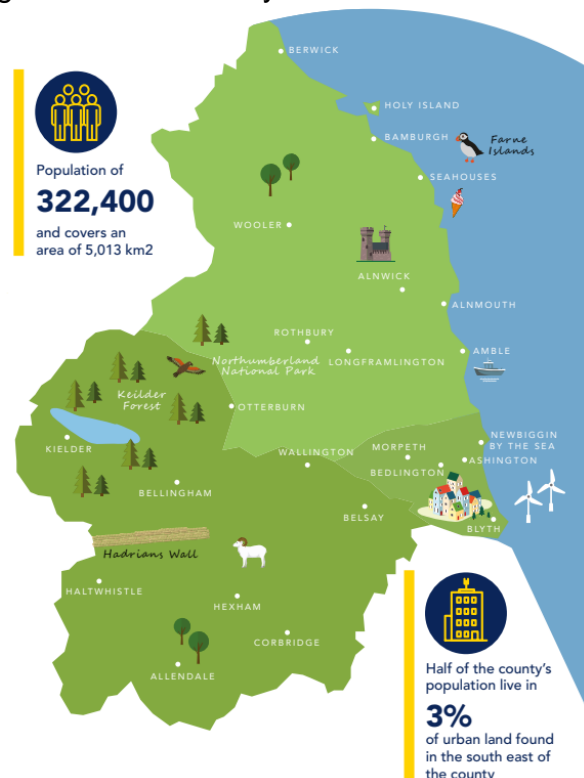 BERWICK
HOLY ISLAND
BAMBURGH
Farne
Islands
SEAHOUSES
Population of
322,400
and covers an
area of 5,013 km2
WOOLER
ALNWICK
ALNMOUTH
ROTHBURY
Northumberland
National Park
LONGFRAMLINGTON
AMBLE
Keilder
Forest
OTTERBURN
KIELDER
WALLINGTON
MORPETH
NEWBIGGIN
BY THE SEA
ASHINGTON
BEDLINGTON
BELLINGHAM
BELSAY
BLYTH
Hadrians Wall
HALTWHISTLE
HEXHAM
CORBRIDGE
ALLENDALE
Half of the county's
population live in
3%
of urban land found
in the south east of
the county